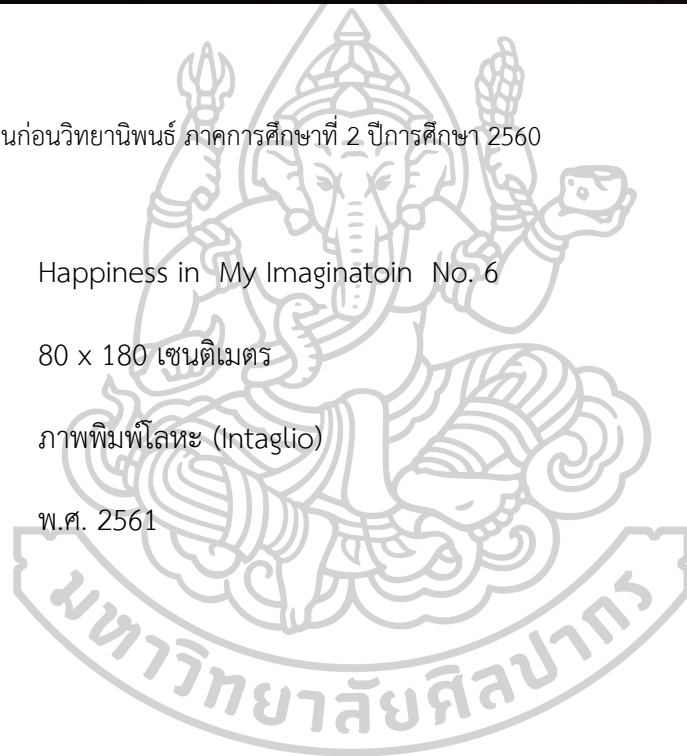 นก่อนวิทยานิพนธ์ ภาคการศึกษาที่ 2 ปีการศึกษา 2560
Happiness in My Imaginatoin No. 6
80 x 180 เซนติเมตร
ภาพพิมพ์โลหะ (Intaglio)
พ.ศ. 2561
มหาวิทยาลัยศิลปากร